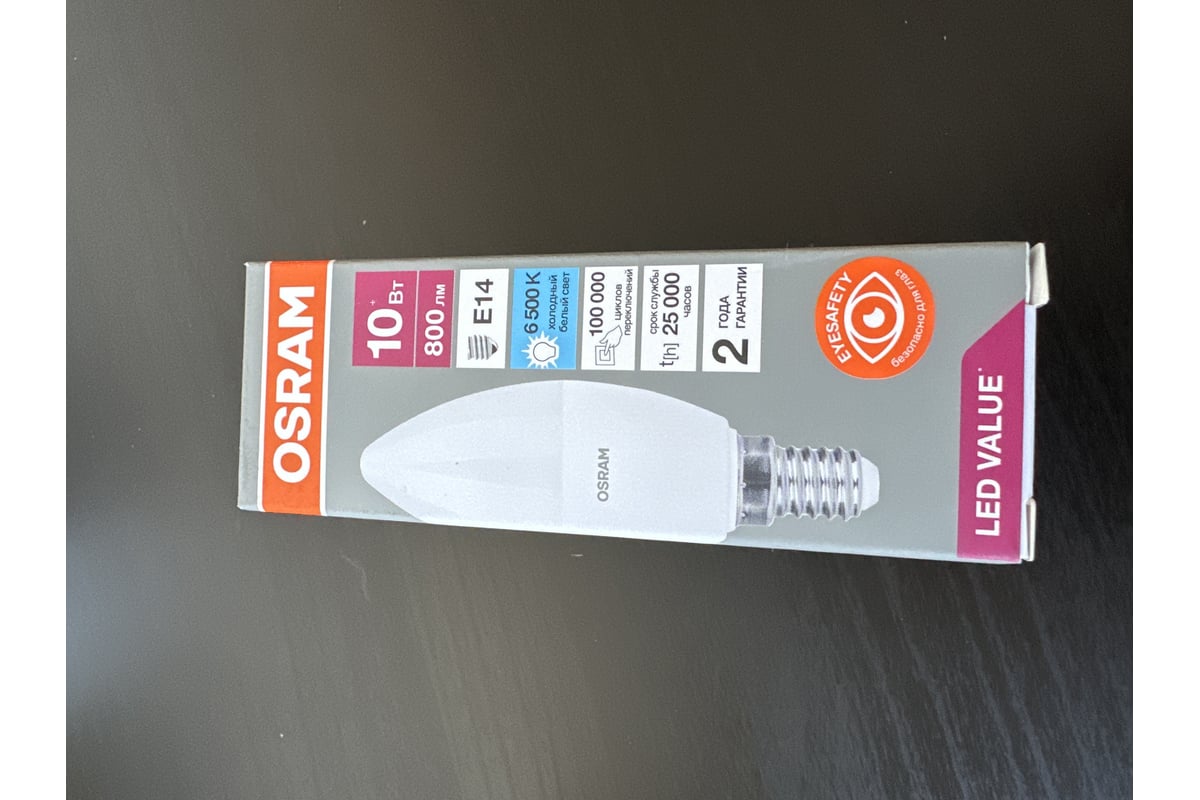 OSRAM
10⁺ Вт
800 лм
E14
6 500 K
холодный
белый свет
100 000
циклов
переключений
срок службы
t[h] 25 000
часов
2 ГОДА
ГАРАНТИИ
OSRAM
EYESAFETY
безопасно для глаз
LED VALUE*